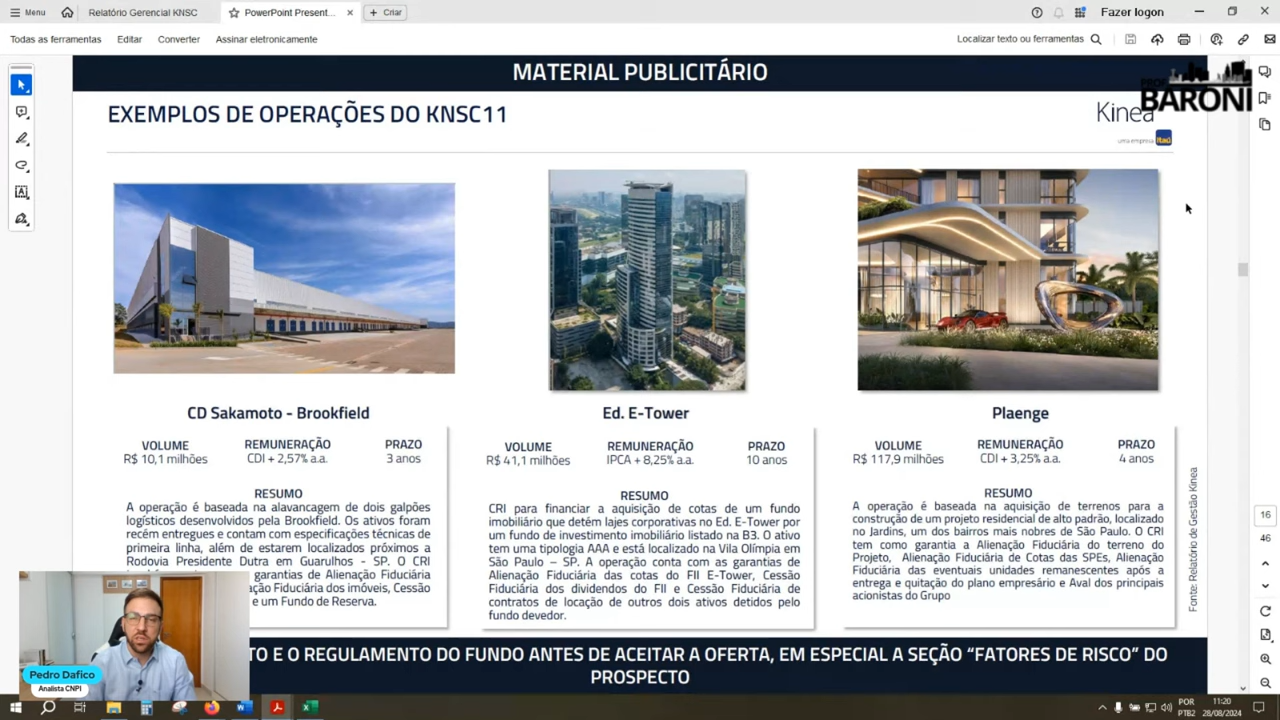 Menu
Relatório Gerencial KNSC
PowerPoint Present...
Criar
Fazer logon
Todas as ferramentas
Editar
Converter
Assinar eletronicamente
Localizar texto ou ferramentas
MATERIAL PUBLICITÁRIO
EXEMPLOS DE OPERAÇÕES DO KNSC11
Kinea
uma empresa
PROF.
BARONI
CD Sakamoto - Brookfield
VOLUME
R$ 10,1 milhões
REMUNERAÇÃO
CDI + 2,57% a.a.
PRAZO
3 anos
RESUMO
A operação é baseada na alavancagem de dois galpões
logísticos desenvolvidos pela Brookfield. Os ativos foram
recém entregues e contam com especificações técnicas de
primeira linha, além de estarem localizados próximos a
Rodovia Presidente Dutra em Guarulhos - SP. O CRI
garantias de Alienação Fiduciária
ação Fiduciária dos imóveis, Cessão
e um Fundo de Reserva.
Ed. E-Tower
VOLUME
R$ 41,1 milhões
REMUNERAÇÃO
IPCA + 8,25% a.a.
PRAZO
10 anos
RESUMO
CRI para financiar a aquisição de cotas de um fundo
imobiliário que detém lajes corporativas no Ed. E-Tower por
um fundo de investimento imobiliário listado na B3. O ativo
tem uma tipologia AAA e está localizado na Vila Olímpia em
São Paulo – SP. A operação conta com as garantias de
Alienação Fiduciária das cotas do FII E-Tower, Cessão
Fiduciária dos dividendos do FII e Cessão Fiduciária de
contratos de locação de outros dois ativos detidos pelo
fundo devedor.
Plaenge
VOLUME
R$ 117,9 milhões
REMUNERAÇÃO
CDI + 3,25% a.a.
PRAZO
4 anos
RESUMO
A operação é baseada na aquisição de terrenos para a
construção de um projeto residencial de alto padrão, localizado
no Jardins, um dos bairros mais nobres de São Paulo. O CRI
tem como garantia a Alienação Fiduciária do terreno do
Projeto, Alienação Fiduciária de Cotas das SPEs, Alienação
Fiduciária das eventuais unidades remanescentes após a
entrega e quitação do plano empresário e Aval dos principais
acionistas do Grupo
Fonte: Relatório de Gestão Kinea
16
46
TO E O REGULAMENTO DO FUNDO ANTES DE ACEITAR A OFERTA, EM ESPECIAL A SEÇÃO “FATORES DE RISCO” DO
PROSPECTO
Pedro Dafico
Analista CNPI
POR
PTB2
11:20
28/08/2024